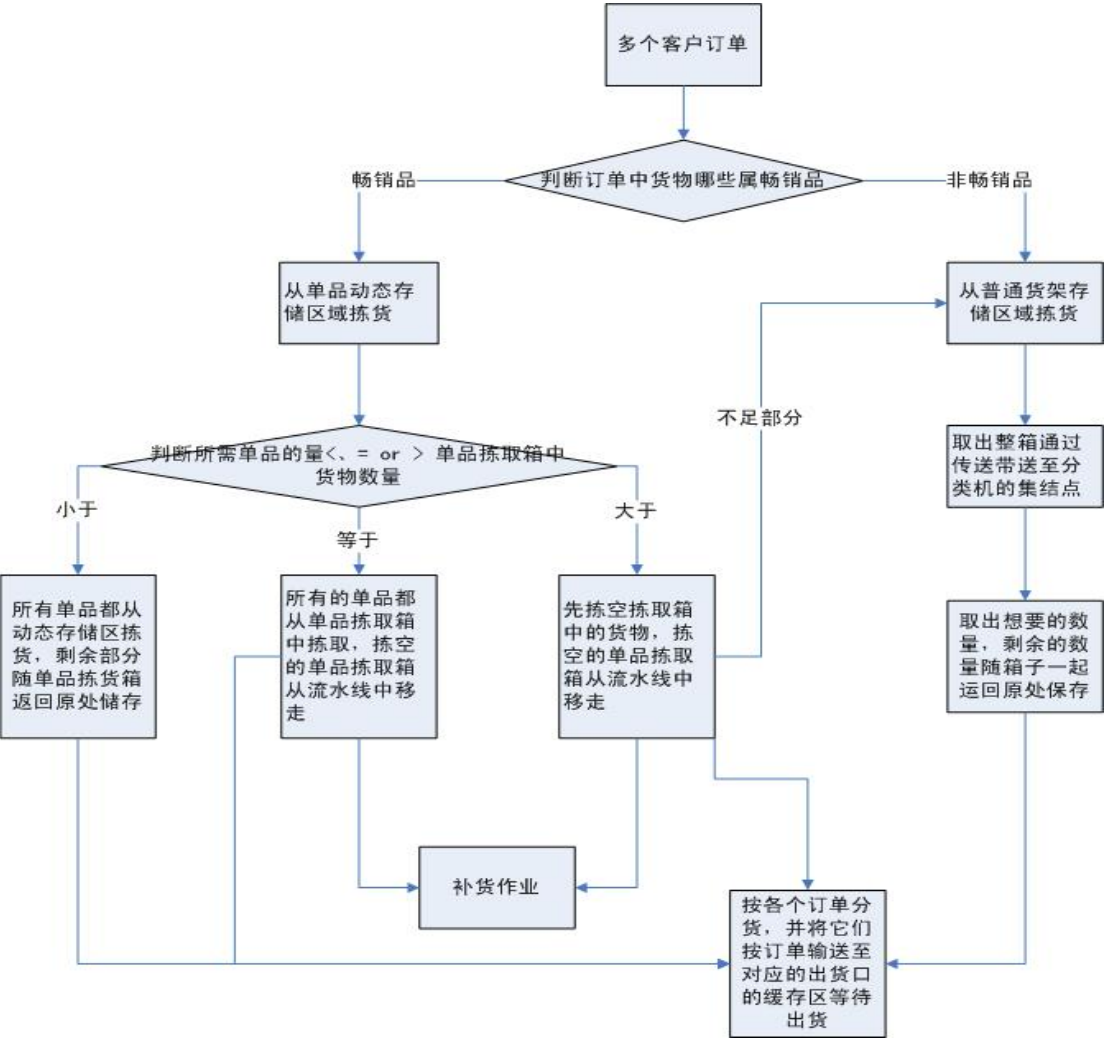 多个客户订单
判断订单中货物哪些属畅销品
畅销品
非畅销品
从单品动态存
储区域拣货
从普通货架存
储区域拣货
不足部分
判断所需单品的量<、= or > 单品拣取箱中
货物数量
取出整箱通过
传送带送至分
类机的集结点
小于
等于
大于
所有单品都从
动态存储区拣
货，剩余部分
随单品拣货箱
返回原处储存
所有的单品都
从单品拣取箱
中拣取，拣空
的单品拣取箱
从流水线中移
走
先拣空拣取箱
中的货物，拣
空的单品拣取
箱从流水线中
移走
取出想要的数
量，剩余的数
量随箱子一起
运回原处保存
补货作业
按各个订单分
货，并将它们
按订单输送至
对应的出货口
的缓存区等待
出货